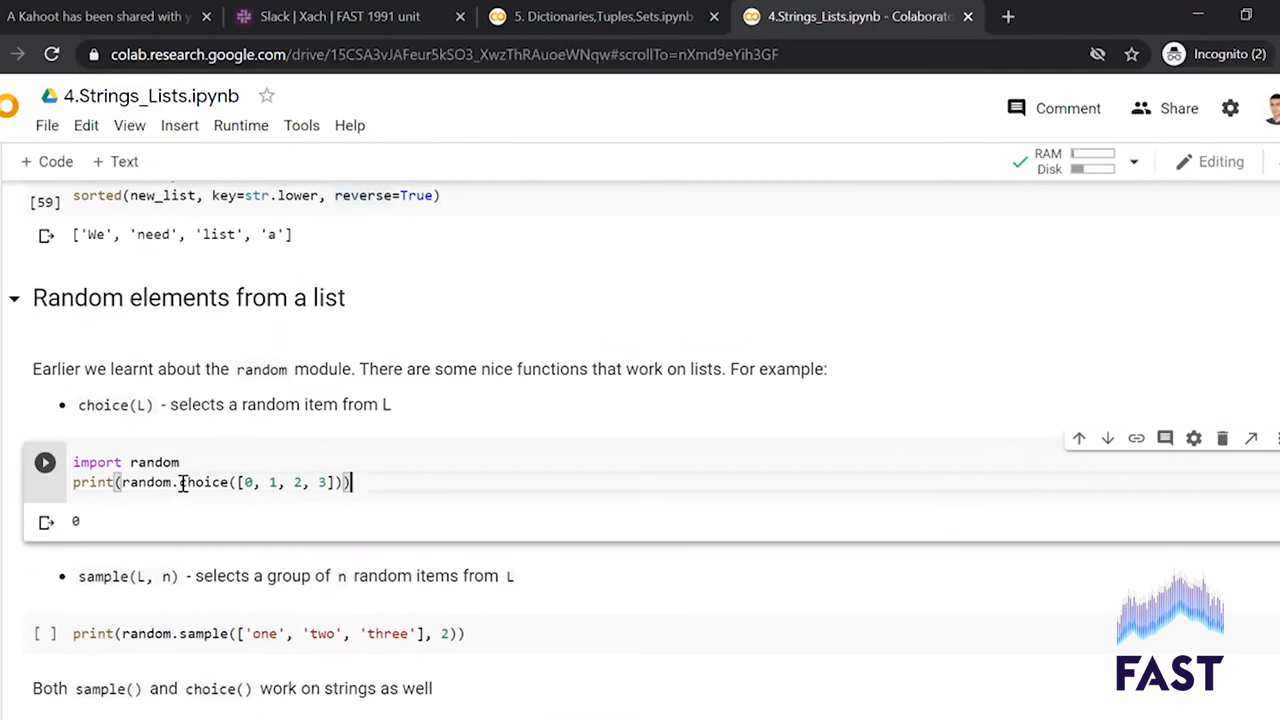 A Kahoot has been shared with y
Slack | Xach | FAST 1991 unit
5. Dictionaries,Tuples,Sets.ipynb
4.Strings_Lists.ipynb - Colaborato
colab.research.google.com/drive/15CSA3vJAFeur5kSO3_XwzThRAuoeWNqw#scrollTo=nXmd9eYih3GF
Incognito (2)
4.Strings_Lists.ipynb
Comment
Share
File Edit View Insert Runtime Tools Help
+ Code + Text
RAM
Disk
Editing
[59]
sorted(new_list, key=str.lower, reverse=True)
['We', 'need', 'list', 'a']
Random elements from a list
Earlier we learnt about the random module. There are some nice functions that work on lists. For example:
• choice(L) - selects a random item from L
import random
print(random.choice([0, 1, 2, 3]))
0
• sample(L, n) - selects a group of n random items from L
[ ] print(random.sample(['one', 'two', 'three'], 2))
Both sample() and choice() work on strings as well
FAST